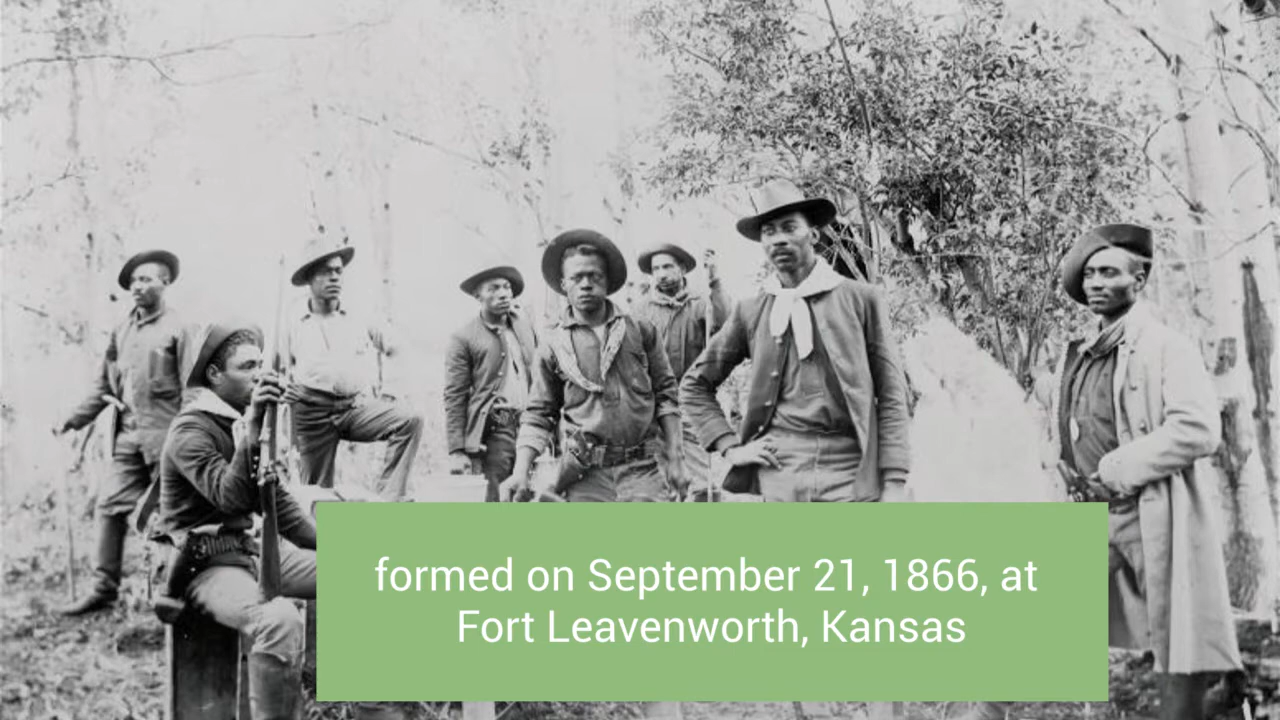 formed on September 21, 1866, at
Fort Leavenworth, Kansas